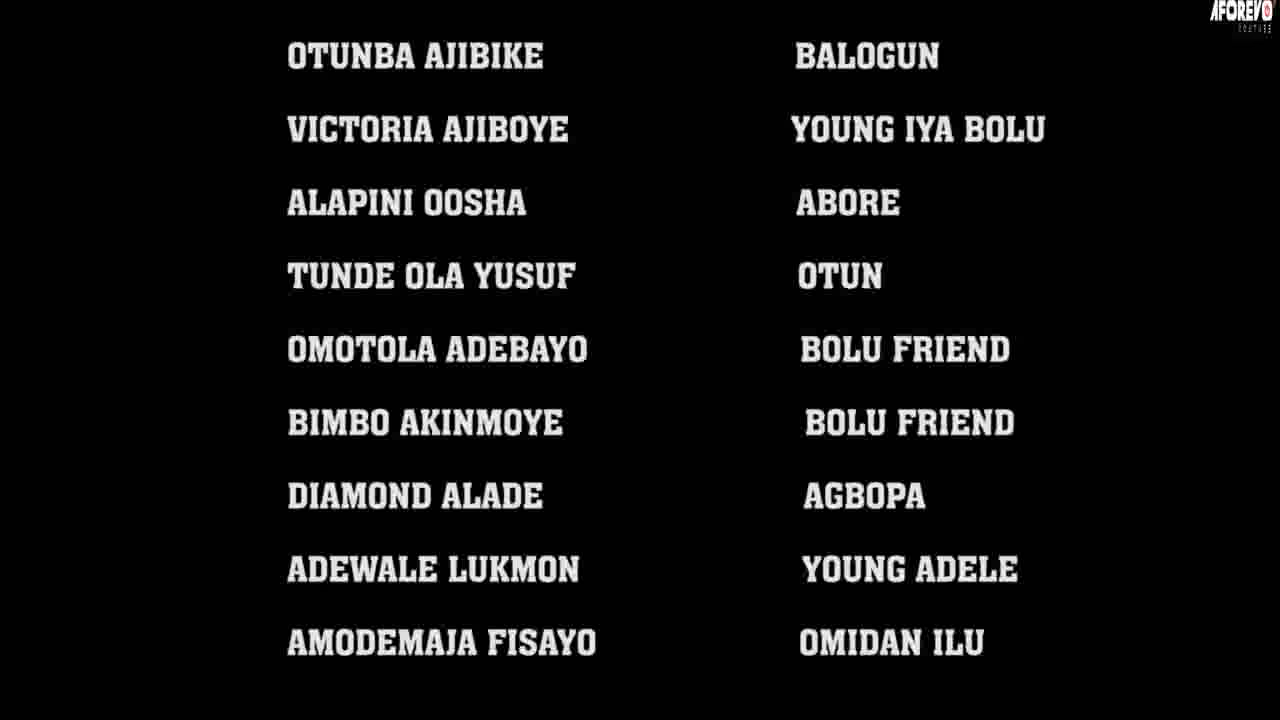 AFOREVO
YOUTUBE
OTUNBA AJIBIKE BALOGUN
VICTORIA AJIBOYE YOUNG IYA BOLU
ALAPINI OOSHA ABORE
TUNDE OLA YUSUF OTUN
OMOTOLA ADEBAYO BOLU FRIEND
BIMBO AKINMOYE BOLU FRIEND
DIAMOND ALADE AGBOPA
ADEWALE LUKMON YOUNG ADELE
AMODEMAJA FISAYO OMIDAN ILU